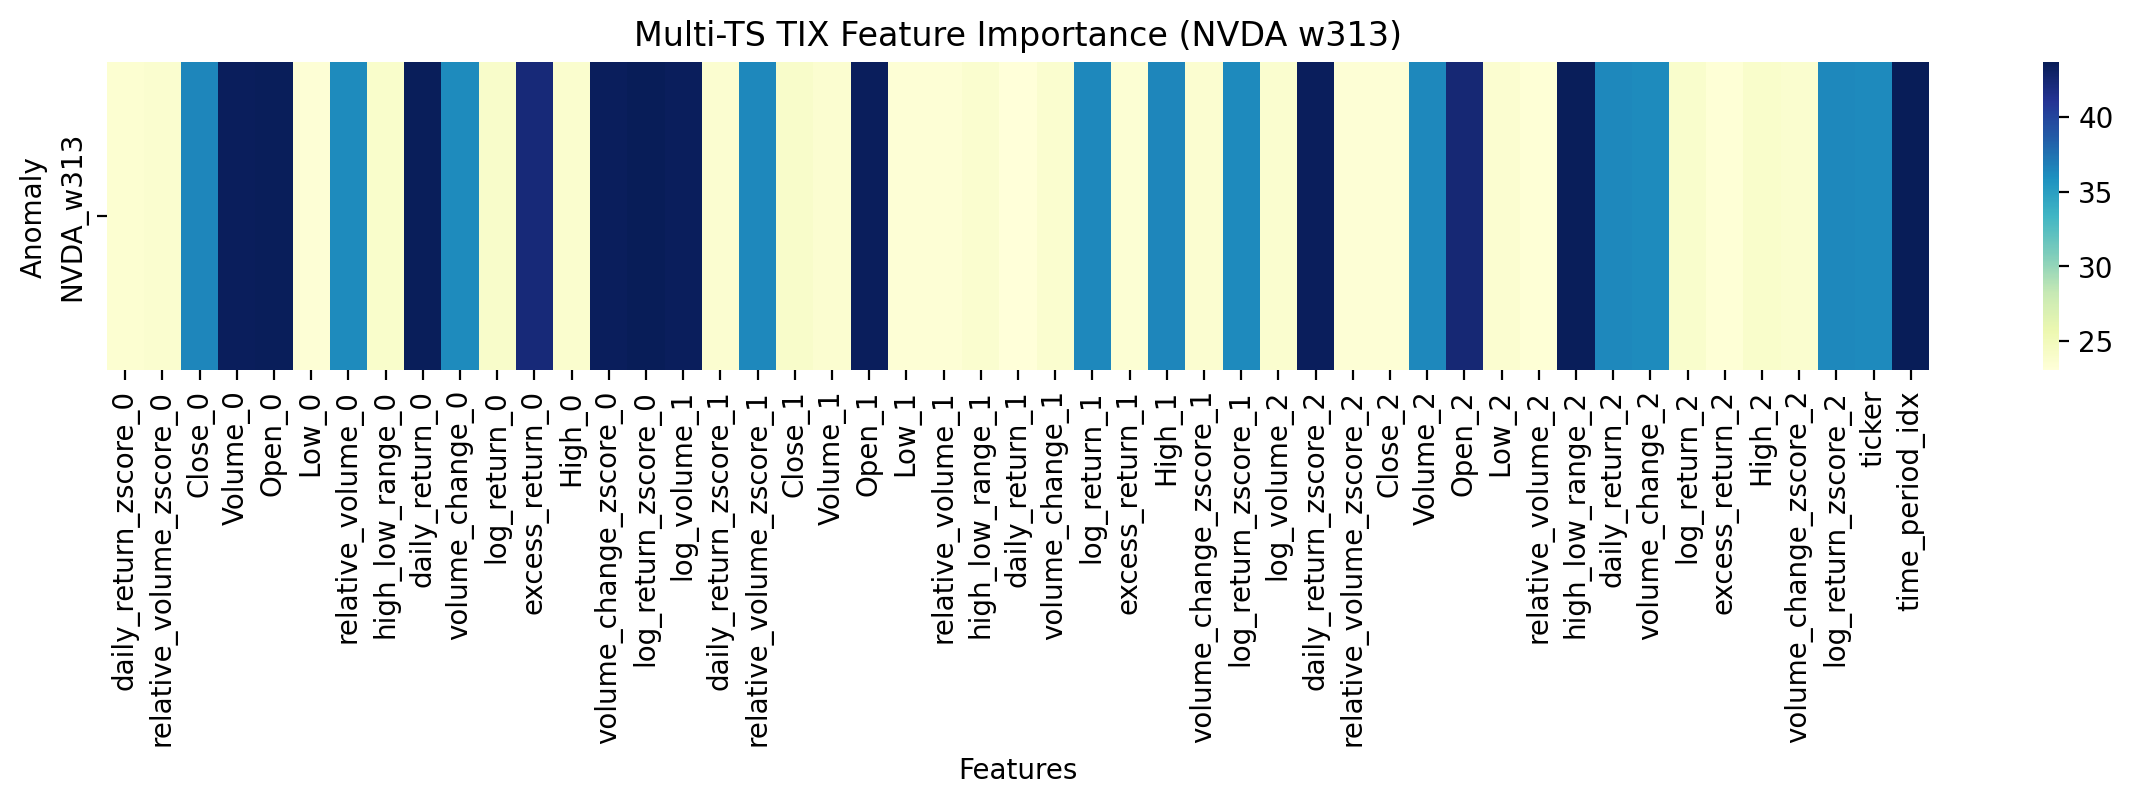 Multi-TS TIX Feature Importance (NVDA w313)
Anomaly
NVDA_w313
40
35
30
25
daily_return_zscore_0
relative_volume_zscore_0
Close_0
Volume_0
Open_0
Low_0
relative_volume_0
high_low_range_0
daily_return_0
volume_change_0
log_return_0
excess_return_0
High_0
volume_change_zscore_0
log_return_zscore_0
log_volume_1
daily_return_zscore_1
relative_volume_zscore_1
Close_1
Volume_1
Open_1
Low_1
relative_volume_1
high_low_range_1
daily_return_1
volume_change_1
log_return_1
excess_return_1
High_1
volume_change_zscore_1
log_return_zscore_1
log_volume_2
daily_return_zscore_2
relative_volume_zscore_2
Close_2
Volume_2
Open_2
Low_2
relative_volume_2
high_low_range_2
daily_return_2
volume_change_2
log_return_2
excess_return_2
High_2
volume_change_zscore_2
log_return_zscore_2
ticker
time_period_idx
Features